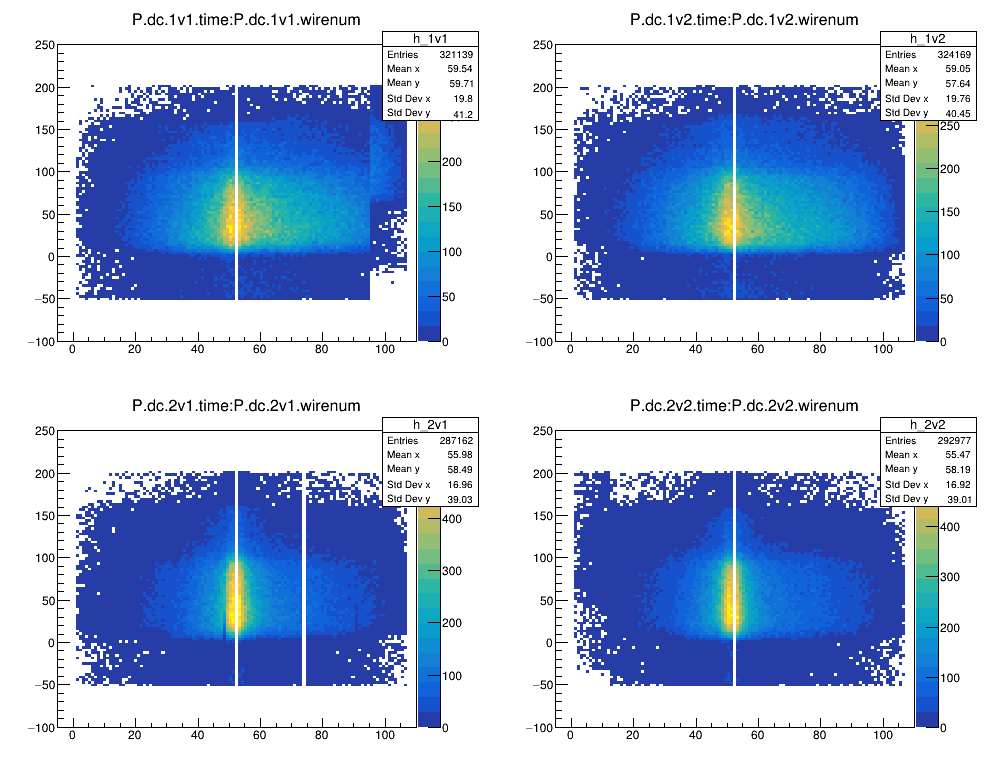 P.dc.1v1.time:P.dc.1v1.wirenum
h_1v1
Entries 321139
Mean x 59.54
Mean y 59.71
Std Dev x 19.8
Std Dev y 41.2
250
200
150
100
50
0
−50
−100
0 20 40 60 80 100
200
150
100
50
0
P.dc.1v2.time:P.dc.1v2.wirenum
h_1v2
Entries 324169
Mean x 59.05
Mean y 57.64
Std Dev x 19.76
Std Dev y 40.45
250
200
150
100
50
0
−50
−100
0 20 40 60 80 100
250
200
150
100
50
0
P.dc.2v1.time:P.dc.2v1.wirenum
h_2v1
Entries 287162
Mean x 55.98
Mean y 58.49
Std Dev x 16.96
Std Dev y 39.03
250
200
150
100
50
0
−50
−100
0 20 40 60 80 100
400
300
200
100
0
P.dc.2v2.time:P.dc.2v2.wirenum
h_2v2
Entries 292977
Mean x 55.47
Mean y 58.19
Std Dev x 16.92
Std Dev y 39.01
250
200
150
100
50
0
−50
−100
0 20 40 60 80 100
400
300
200
100
0